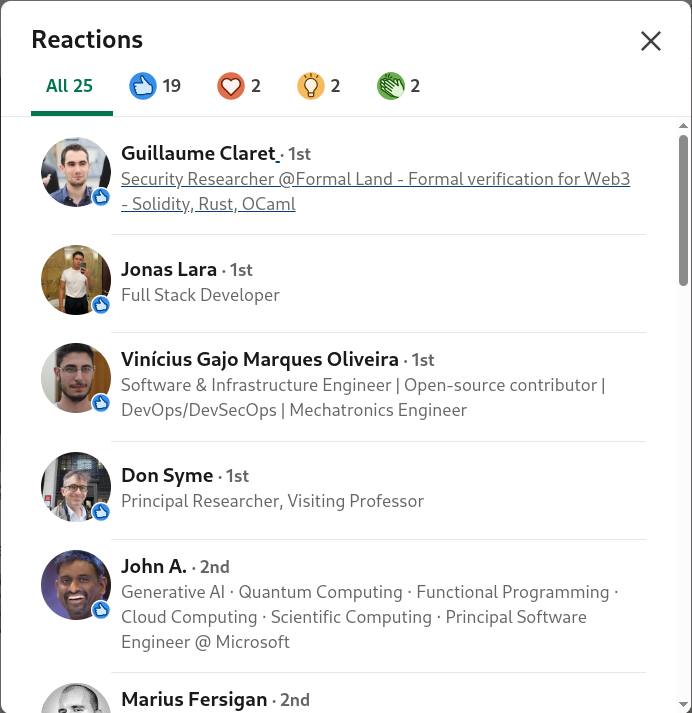 Reactions
All 25 19 2 2 2
Guillaume Claret · 1st
Security Researcher @Formal Land - Formal verification for Web3
- Solidity, Rust, OCaml
Jonas Lara · 1st
Full Stack Developer
Vinícius Gajo Marques Oliveira · 1st
Software & Infrastructure Engineer | Open-source contributor |
DevOps/DevSecOps | Mechatronics Engineer
Don Syme · 1st
Principal Researcher, Visiting Professor
John A. · 2nd
Generative AI · Quantum Computing · Functional Programming ·
Cloud Computing · Scientific Computing · Principal Software
Engineer @ Microsoft
Marius Fersigan · 2nd